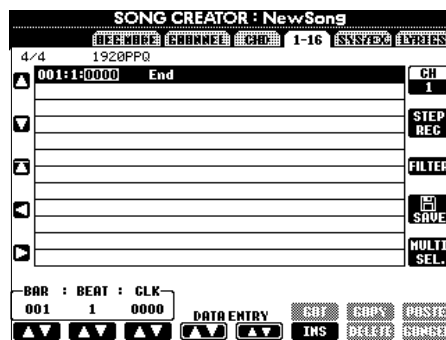 SONG CREATOR : NewSong
REC MODE CHANNEL CHD 1-16 SYS/EX. LYRICS
4/4 1920PPQ
001:1:0000 End
CH
1
STEP
REC
FILTER
SAVE
MULTI
SEL.
BAR : BEAT : CLK
001 1 0000
DATA ENTRY
INS
CUT COPY PASTE
DELETE CANCEL